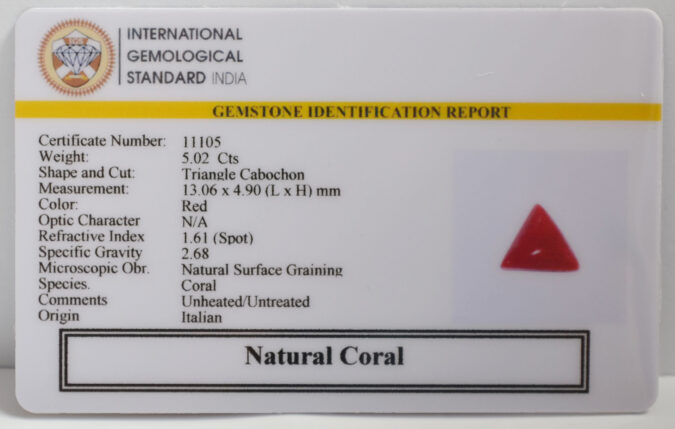 IGS
INTERNATIONAL
GEMOLOGICAL
STANDARD INDIA
GEMSTONE IDENTIFICATION REPORT
Certificate Number: 11105
Weight: 5.02 Cts
Shape and Cut: Triangle Cabochon
Measurement: 13.06 x 4.90 (L x H) mm
Color: Red
Optic Character N/A
Refractive Index 1.61 (Spot)
Specific Gravity 2.68
Microscopic Obr. Natural Surface Graining
Species. Coral
Comments Unheated/Untreated
Origin Italian
Natural Coral